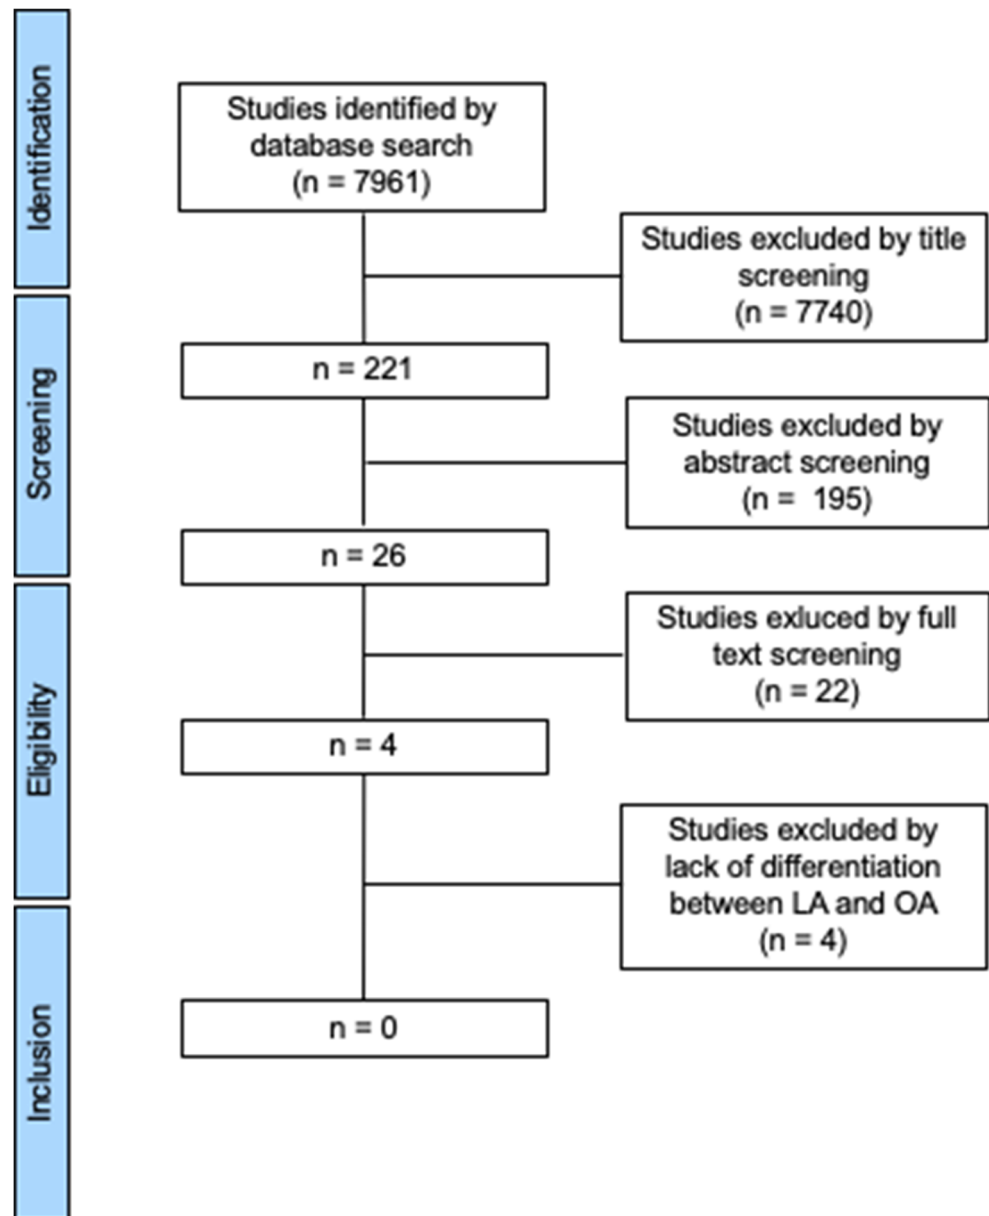 Identification
Studies identified by
database search
(n = 7961)
Studies excluded by title
screening
(n = 7740)
Screening
n = 221
Studies excluded by
abstract screening
(n = 195)
n = 26
Eligibility
Studies exluced by full
text screening
(n = 22)
n = 4
Studies excluded by
lack of differentiation
between LA and OA
(n = 4)
Inclusion
n = 0